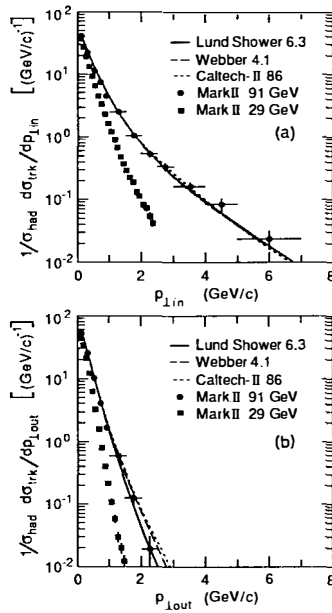 10²
Lund Shower 6.3
Webber 4.1
Caltech-II 86
Mark II 91 GeV
Mark II 29 GeV
(a)
10¹
10⁰
10⁻¹
10⁻²
1/σhad dσtrk/dp⊥in [(GeV/c)⁻¹]
0 2 4 6 8
p⊥in (GeV/c)
10²
Lund Shower 6.3
Webber 4.1
Caltech-II 86
Mark II 91 GeV
Mark II 29 GeV
(b)
10¹
10⁰
10⁻¹
10⁻²
1/σhad dσtrk/dp⊥out [(GeV/c)⁻¹]
0 2 4 6 8
p⊥out (GeV/c)